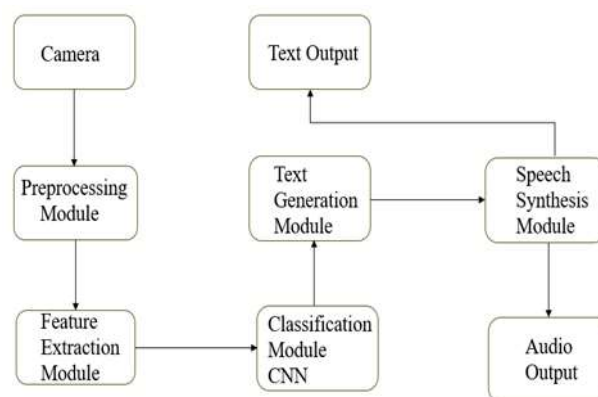 Camera
Text Output
Preprocessing
Module
Text
Generation
Module
Speech
Synthesis
Module
Feature
Extraction
Module
Classification
Module
CNN
Audio
Output